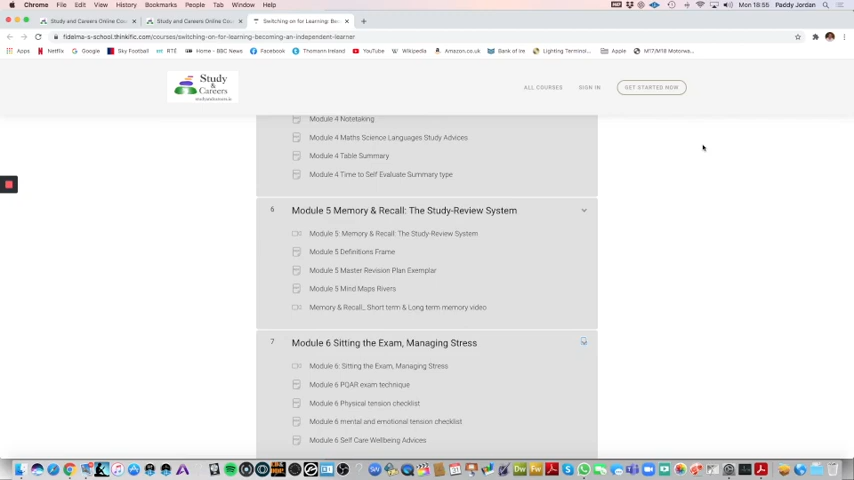 Chrome File Edit View History Bookmarks People Tab Window Help
Mon 18:56 Paddy Jordan
Study and Careers Online Cou
Study and Careers Online Cou
Switching on for Learning: Bec
fidelma-s-school.thinkific.com/courses/switching-on-for-learning-becoming-an-independent-learner
Apps Netflix Google Sky Football RTÉ Home - BBC News Facebook Thomann Ireland YouTube Wikipedia Amazon.co.uk Bank of Ire Lighting Terminol... Apple M17/M18 Motorwa...
Study
&
Careers
ALL COURSES SIGN IN GET STARTED NOW
Module 4 Notetaking
Module 4 Maths Science Languages Study Advices
Module 4 Table Summary
Module 4 Time to Self Evaluate Summary type
6 Module 5 Memory & Recall: The Study-Review System
Module 5: Memory & Recall: The Study-Review System
Module 5 Definitions Frame
Module 5 Master Revision Plan Exemplar
Module 5 Mind Maps Rivers
Memory & Recall,, Short term & Long term memory video
7 Module 6 Sitting the Exam, Managing Stress
Module 6: Sitting the Exam, Managing Stress
Module 6 PQAR exam technique
Module 6 Physical tension checklist
Module 6 mental and emotional tension checklist
Module 6 Self Care Wellbeing Advices